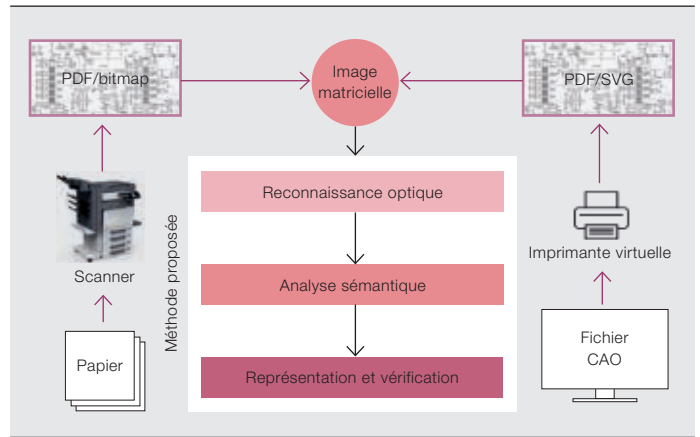 PDF/bitmap
Image
matricielle
PDF/SVG
Reconnaissance optique
Scanner
Imprimante virtuelle
Méthode proposée
Analyse sémantique
Papier
Fichier
CAO
Représentation et vérification